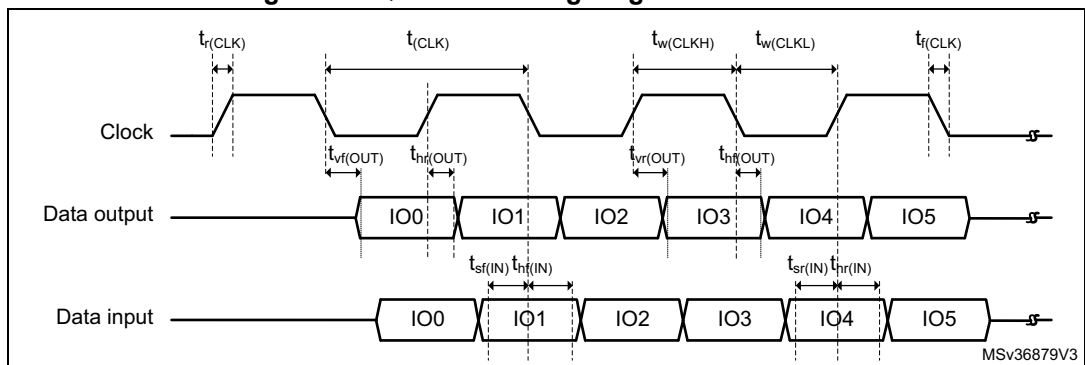 t_r(CLK) t_(CLK) t_w(CLKH) t_w(CLKL) t_f(CLK)
Clock
t_vf(OUT) t_hr(OUT) t_vr(OUT) t_hf(OUT)
Data output IO0 IO1 IO2 IO3 IO4 IO5
t_sf(IN) t_hf(IN) t_sr(IN) t_hr(IN)
Data input IO0 IO1 IO2 IO3 IO4 IO5
MSv36879V3